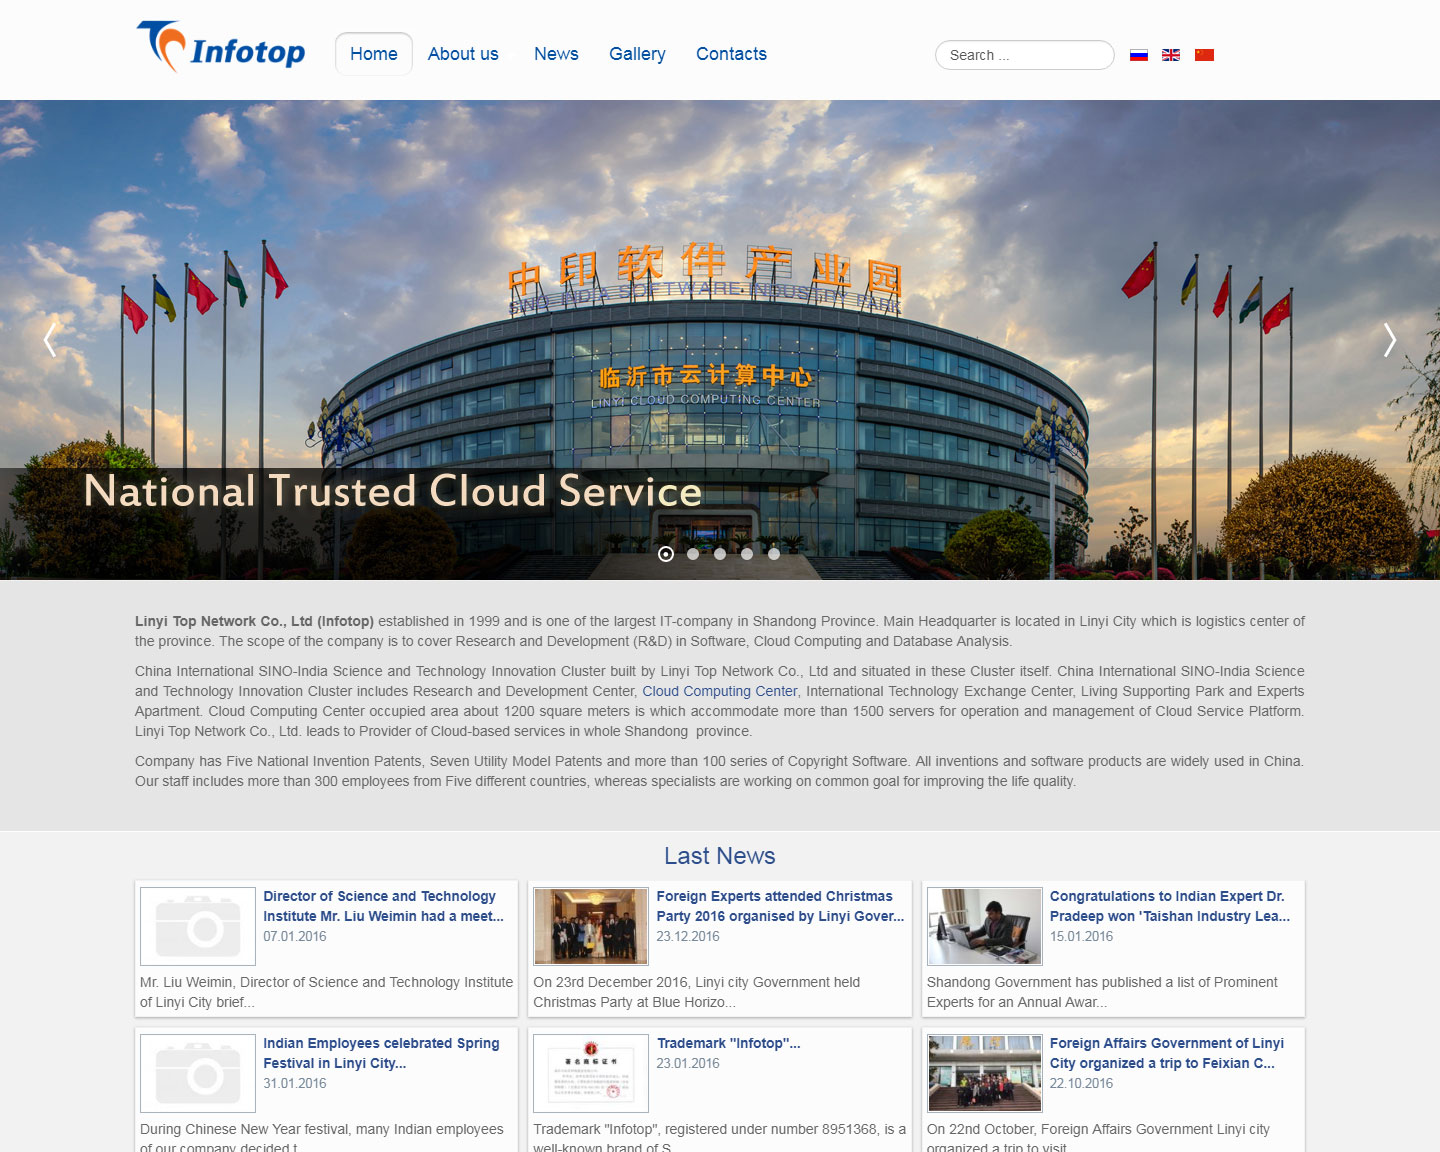 Infotop
Home
About us
News
Gallery
Contacts
Search ...
中印软件产业园
SINO INDIA SOFTWARE INDUSTRY PARK
临沂市云计算中心
LINYI CLOUD COMPUTING CENTER
National Trusted Cloud Service
Linyi Top Network Co., Ltd (Infotop) established in 1999 and is one of the largest IT-company in Shandong Province. Main Headquarter is located in Linyi City which is logistics center of
the province. The scope of the company is to cover Research and Development (R&D) in Software, Cloud Computing and Database Analysis.
China International SINO-India Science and Technology Innovation Cluster built by Linyi Top Network Co., Ltd and situated in these Cluster itself. China International SINO-India Science
and Technology Innovation Cluster includes Research and Development Center, Cloud Computing Center, International Technology Exchange Center, Living Supporting Park and Experts
Apartment. Cloud Computing Center occupied area about 1200 square meters is which accommodate more than 1500 servers for operation and management of Cloud Service Platform.
Linyi Top Network Co., Ltd. leads to Provider of Cloud-based services in whole Shandong  province.
Company has Five National Invention Patents, Seven Utility Model Patents and more than 100 series of Copyright Software. All inventions and software products are widely used in China.
Our staff includes more than 300 employees from Five different countries, whereas specialists are working on common goal for improving the life quality.
Last News
Director of Science and Technology
Institute Mr. Liu Weimin had a meet...
07.01.2016
Mr. Liu Weimin, Director of Science and Technology Institute
of Linyi City brief...
Foreign Experts attended Christmas
Party 2016 organised by Linyi Gover...
23.12.2016
On 23rd December 2016, Linyi city Government held
Christmas Party at Blue Horizo...
Congratulations to Indian Expert Dr.
Pradeep won 'Taishan Industry Lea...
15.01.2016
Shandong Government has published a list of Prominent
Experts for an Annual Awar...
Indian Employees celebrated Spring
Festival in Linyi City...
31.01.2016
During Chinese New Year festival, many Indian employees
of our company decided t...
著名商标证书
Trademark "Infotop"...
23.01.2016
Trademark "Infotop", registered under number 8951368, is a
well-known brand of S...
Foreign Affairs Government of Linyi
City organized a trip to Feixian C...
22.10.2016
On 22nd October, Foreign Affairs Government Linyi city
organized a trip to visit...